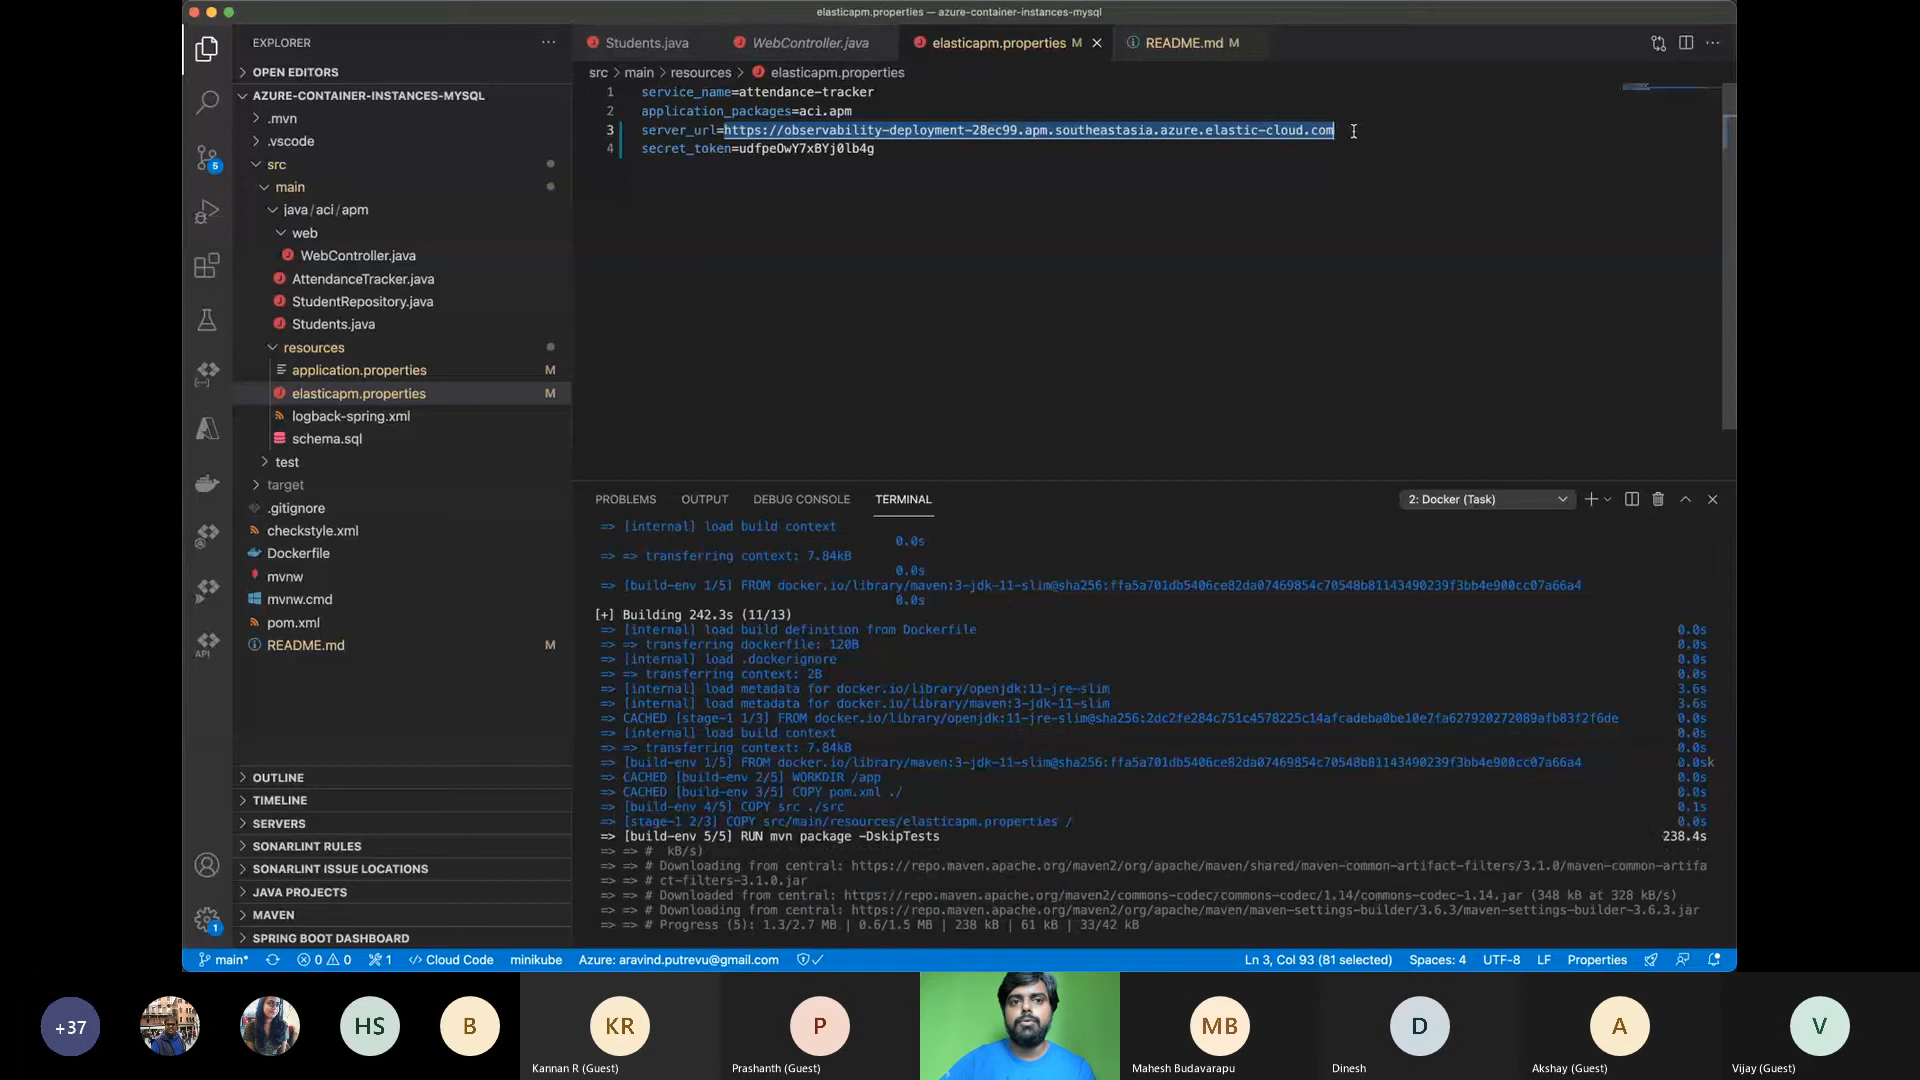 elasticapm.properties — azure-container-instances-mysql
EXPLORER
Students.java
WebController.java
elasticapm.properties M
README.md M
OPEN EDITORS
src > main > resources > elasticapm.properties
AZURE-CONTAINER-INSTANCES-MYSQL
1 service_name=attendance-tracker
2 application_packages=aci.apm
3 server_url=https://observability-deployment-28ec99.apm.southeastasia.azure.elastic-cloud.com
4 secret_token=udfpeOwY7xBYj0lb4g
.mvn
.vscode
src
main
java/aci/apm
web
WebController.java
AttendanceTracker.java
StudentRepository.java
Students.java
resources
application.properties M
elasticapm.properties M
logback-spring.xml
schema.sql
test
target
.gitignore
checkstyle.xml
Dockerfile
mvnw
mvnw.cmd
pom.xml
README.md M
OUTLINE
TIMELINE
SERVERS
SONARLINT RULES
SONARLINT ISSUE LOCATIONS
JAVA PROJECTS
MAVEN
SPRING BOOT DASHBOARD
5
API
1
PROBLEMS OUTPUT DEBUG CONSOLE TERMINAL
2: Docker (Task)
=> [internal] load build context
0.0s
=> => transferring context: 7.84kB
0.0s
=> [build-env 1/5] FROM docker.io/library/maven:3-jdk-11-slim@sha256:ffa5a701db5406ce82da07469854c70548b81143490239f3bb4e900cc07a66a4
0.0s
[+] Building 242.3s (11/13)
=> [internal] load build definition from Dockerfile 0.0s
=> => transferring dockerfile: 120B 0.0s
=> [internal] load .dockerignore 0.0s
=> => transferring context: 2B 0.0s
=> [internal] load metadata for docker.io/library/openjdk:11-jre-slim 3.6s
=> [internal] load metadata for docker.io/library/maven:3-jdk-11-slim 3.6s
=> CACHED [stage-1 1/3] FROM docker.io/library/openjdk:11-jre-slim@sha256:2dc2fe284c751c4578225c14afcadeba0be10e7fa627920272089afb83f2f6de 0.0s
=> [internal] load build context 0.0s
=> => transferring context: 7.84kB 0.0s
=> [build-env 1/5] FROM docker.io/library/maven:3-jdk-11-slim@sha256:ffa5a701db5406ce82da07469854c70548b81143490239f3bb4e900cc07a66a4 0.0sk
=> CACHED [build-env 2/5] WORKDIR /app 0.0s
=> CACHED [build-env 3/5] COPY pom.xml ./ 0.0s
=> [build-env 4/5] COPY src ./src 0.1s
=> [stage-1 2/3] COPY src/main/resources/elasticapm.properties / 0.0s
=> [build-env 5/5] RUN mvn package -DskipTests 238.4s
=> => # kB/s)
=> => # Downloading from central: https://repo.maven.apache.org/maven2/org/apache/maven/shared/maven-common-artifact-filters/3.1.0/maven-common-artifa
=> => # ct-filters-3.1.0.jar
=> => # Downloaded from central: https://repo.maven.apache.org/maven2/commons-codec/commons-codec/1.14/commons-codec-1.14.jar (348 kB at 328 kB/s)
=> => # Downloading from central: https://repo.maven.apache.org/maven2/org/apache/maven/maven-settings-builder/3.6.3/maven-settings-builder-3.6.3.jar
=> => # Progress (5): 1.3/2.7 MB | 0.6/1.5 MB | 238 kB | 61 kB | 33/42 kB
main* 0 0 1 Cloud Code minikube Azure: aravind.putrevu@gmail.com Ln 3, Col 93 (81 selected) Spaces: 4 UTF-8 LF Properties
+37
HS
B
KR
P
MB
D
A
V
Kannan R (Guest)
Prashanth (Guest)
Mahesh Budavarapu
Dinesh
Akshay (Guest)
Vijay (Guest)